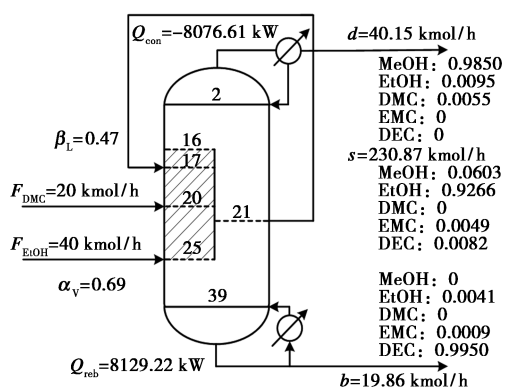 Q_con=−8076.61 kW
d=40.15 kmol/h
MeOH：0.9850
EtOH：0.0095
DMC：0.0055
EMC：0
DEC：0
2
β_L=0.47
16
17
s=230.87 kmol/h
MeOH：0.0603
EtOH：0.9266
DMC：0
EMC：0.0049
DEC：0.0082
F_DMC=20 kmol/h
20
21
F_EtOH=40 kmol/h
25
α_V=0.69
MeOH：0
EtOH：0.0041
DMC：0
EMC：0.0009
DEC：0.9950
39
Q_reb=8129.22 kW
b=19.86 kmol/h